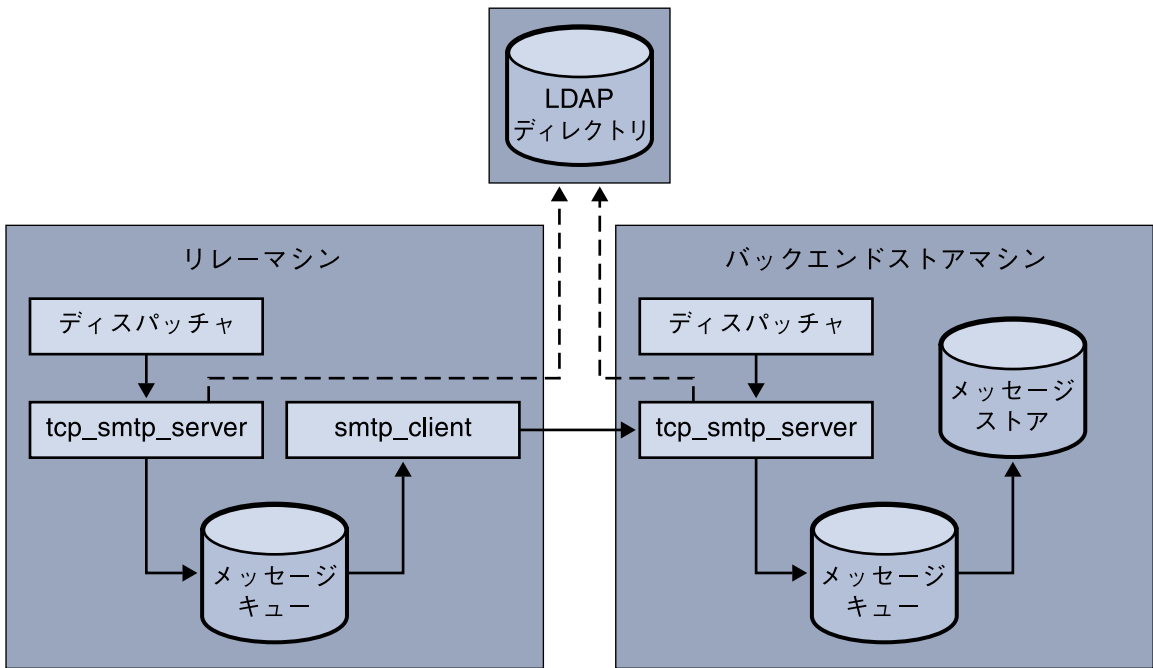 LDAP
ディレクトリ
リレーマシン
ディスパッチャ
tcp_smtp_server
smtp_client
メッセージ
キュー
バックエンドストアマシン
ディスパッチャ
tcp_smtp_server
メッセージ
ストア
メッセージ
キュー